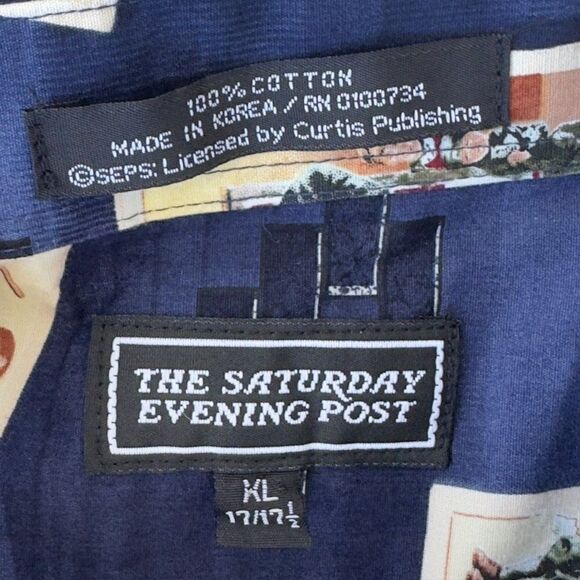 100% COTTON
MADE IN KOREA / RN 0100734
©SEPS: Licensed by Curtis Publishing
THE SATURDAY
EVENING POST
XL
17/17½